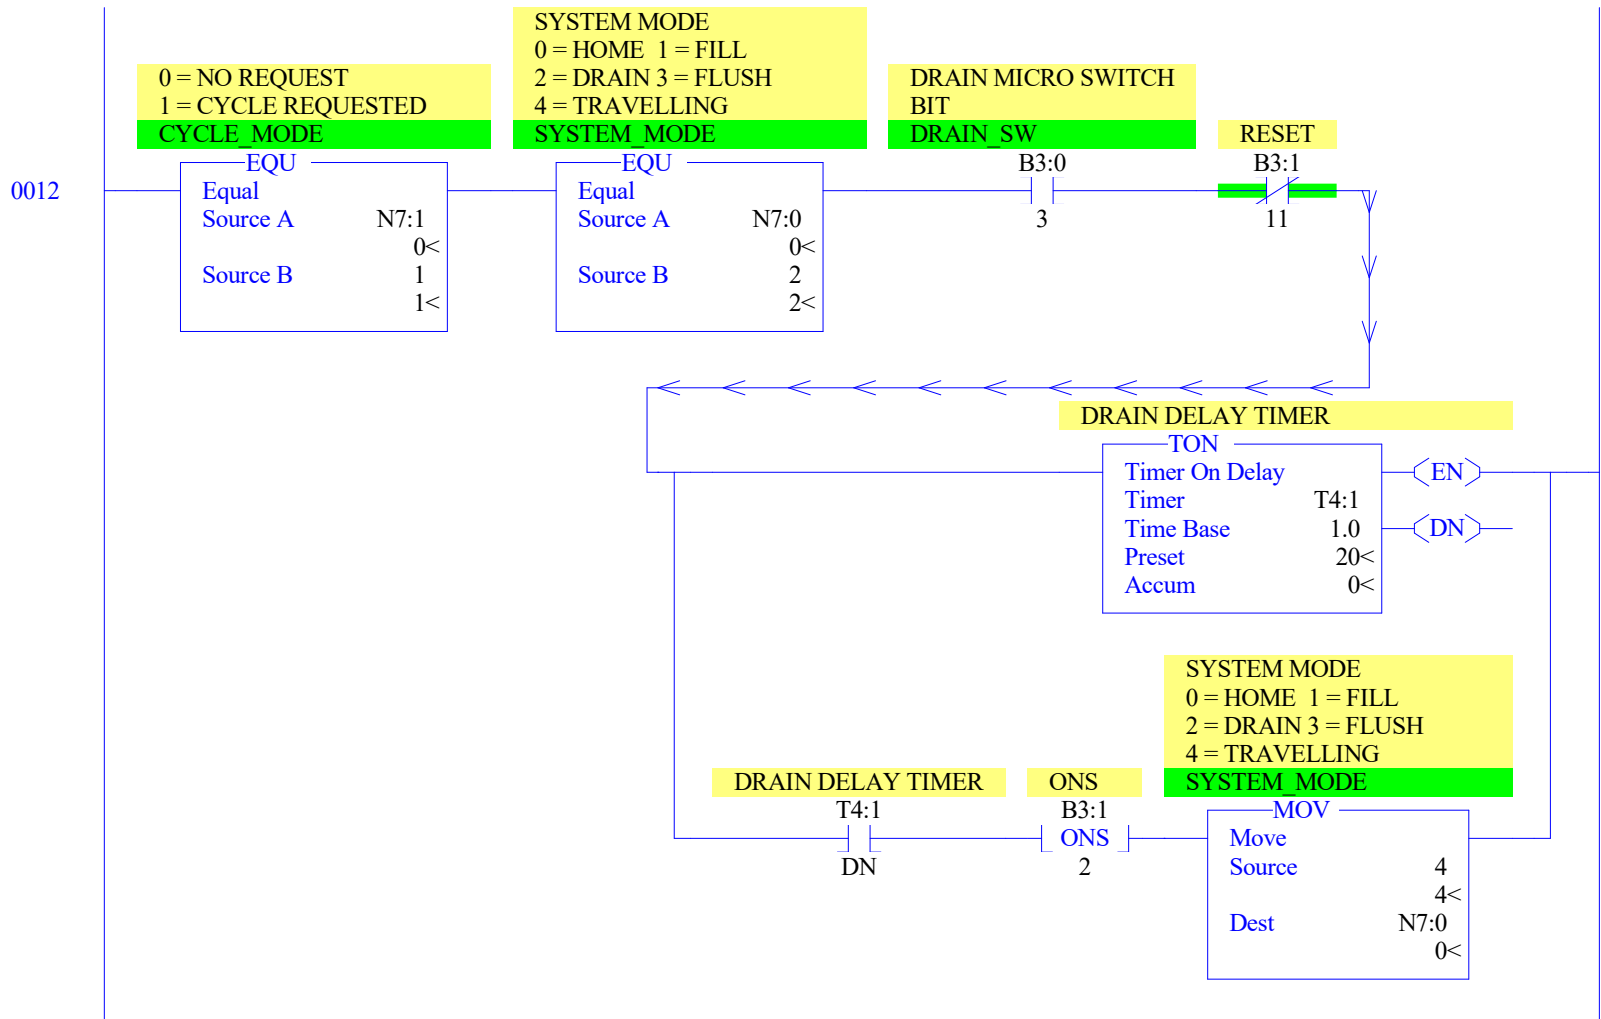 0012
0 = NO REQUEST
1 = CYCLE REQUESTED
CYCLE_MODE
EQU
Equal
Source A N7:1
0<
Source B 1
1<
SYSTEM MODE
0 = HOME 1 = FILL
2 = DRAIN 3 = FLUSH
4 = TRAVELLING
SYSTEM_MODE
EQU
Equal
Source A N7:0
0<
Source B 2
2<
DRAIN MICRO SWITCH
BIT
DRAIN_SW
B3:0
3
RESET
B3:1
11
DRAIN DELAY TIMER
TON
Timer On Delay
Timer T4:1
Time Base 1.0
Preset 20<
Accum 0<
EN
DN
DRAIN DELAY TIMER
T4:1
DN
ONS
B3:1
ONS
2
SYSTEM MODE
0 = HOME 1 = FILL
2 = DRAIN 3 = FLUSH
4 = TRAVELLING
SYSTEM_MODE
MOV
Move
Source 4
4<
Dest N7:0
0<